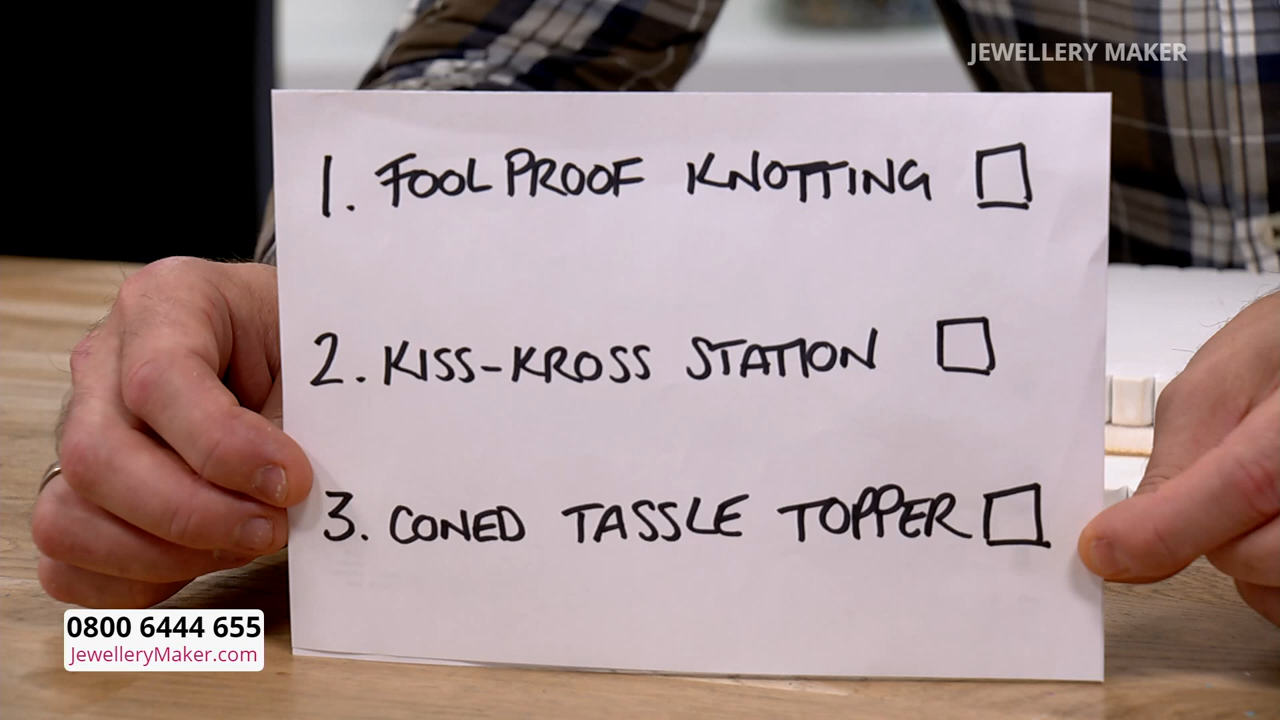 JEWELLERY MAKER
1. FOOLPROOF KNOTTING
2. KISS-KROSS STATION
3. CONED TASSLE TOPPER
0800 6444 655
JewelleryMaker.com